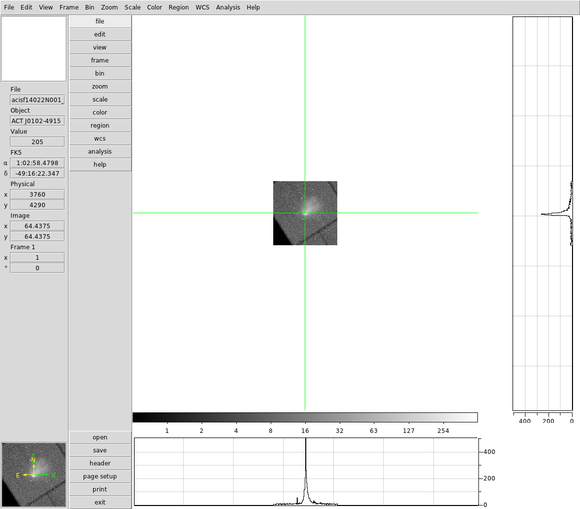 File Edit View Frame Bin Zoom Scale Color Region WCS Analysis Help
File
acisf14022N001_
Object
ACT J0102-4915
Value
205
FK5
α 1:02:58.4798
δ -49:16:22.347
Physical
x 3760
y 4290
Image
x 64.4375
y 64.4375
Frame 1
x 1
° 0
file
edit
view
frame
bin
zoom
scale
color
region
wcs
analysis
help
open
save
header
page setup
print
exit
1 2 4 8 16 32 63 127 254
400 200 0
400
200
0
N
E